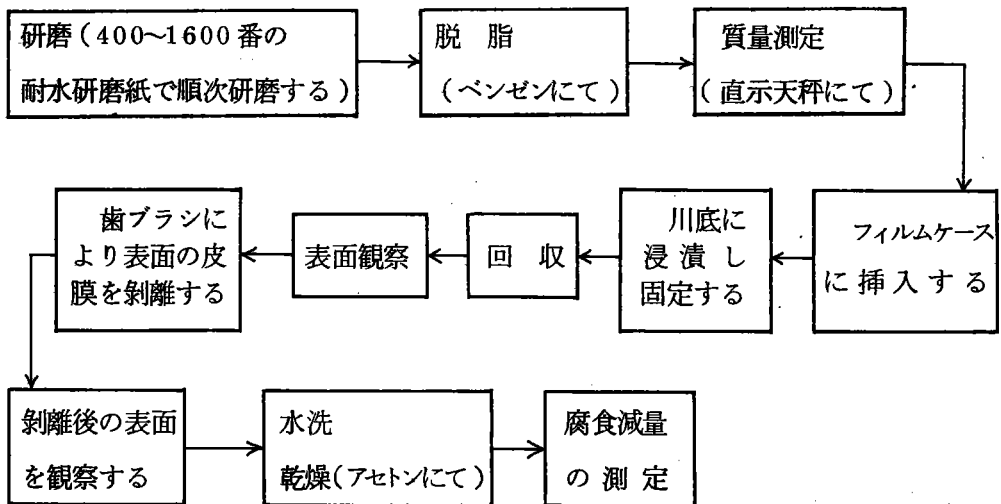 研磨(400~1600番の
耐水研磨紙で順次研磨する)
脱 脂
(ベンゼンにて)
質量測定
(直示天秤にて)
フィルムケース
に挿入する
川底に
浸漬し
固定する
回 収
表面観察
歯ブラシに
より表面の皮
膜を剝離する
剝離後の表面
を観察する
水洗
乾燥(アセトンにて)
腐食減量
の測定